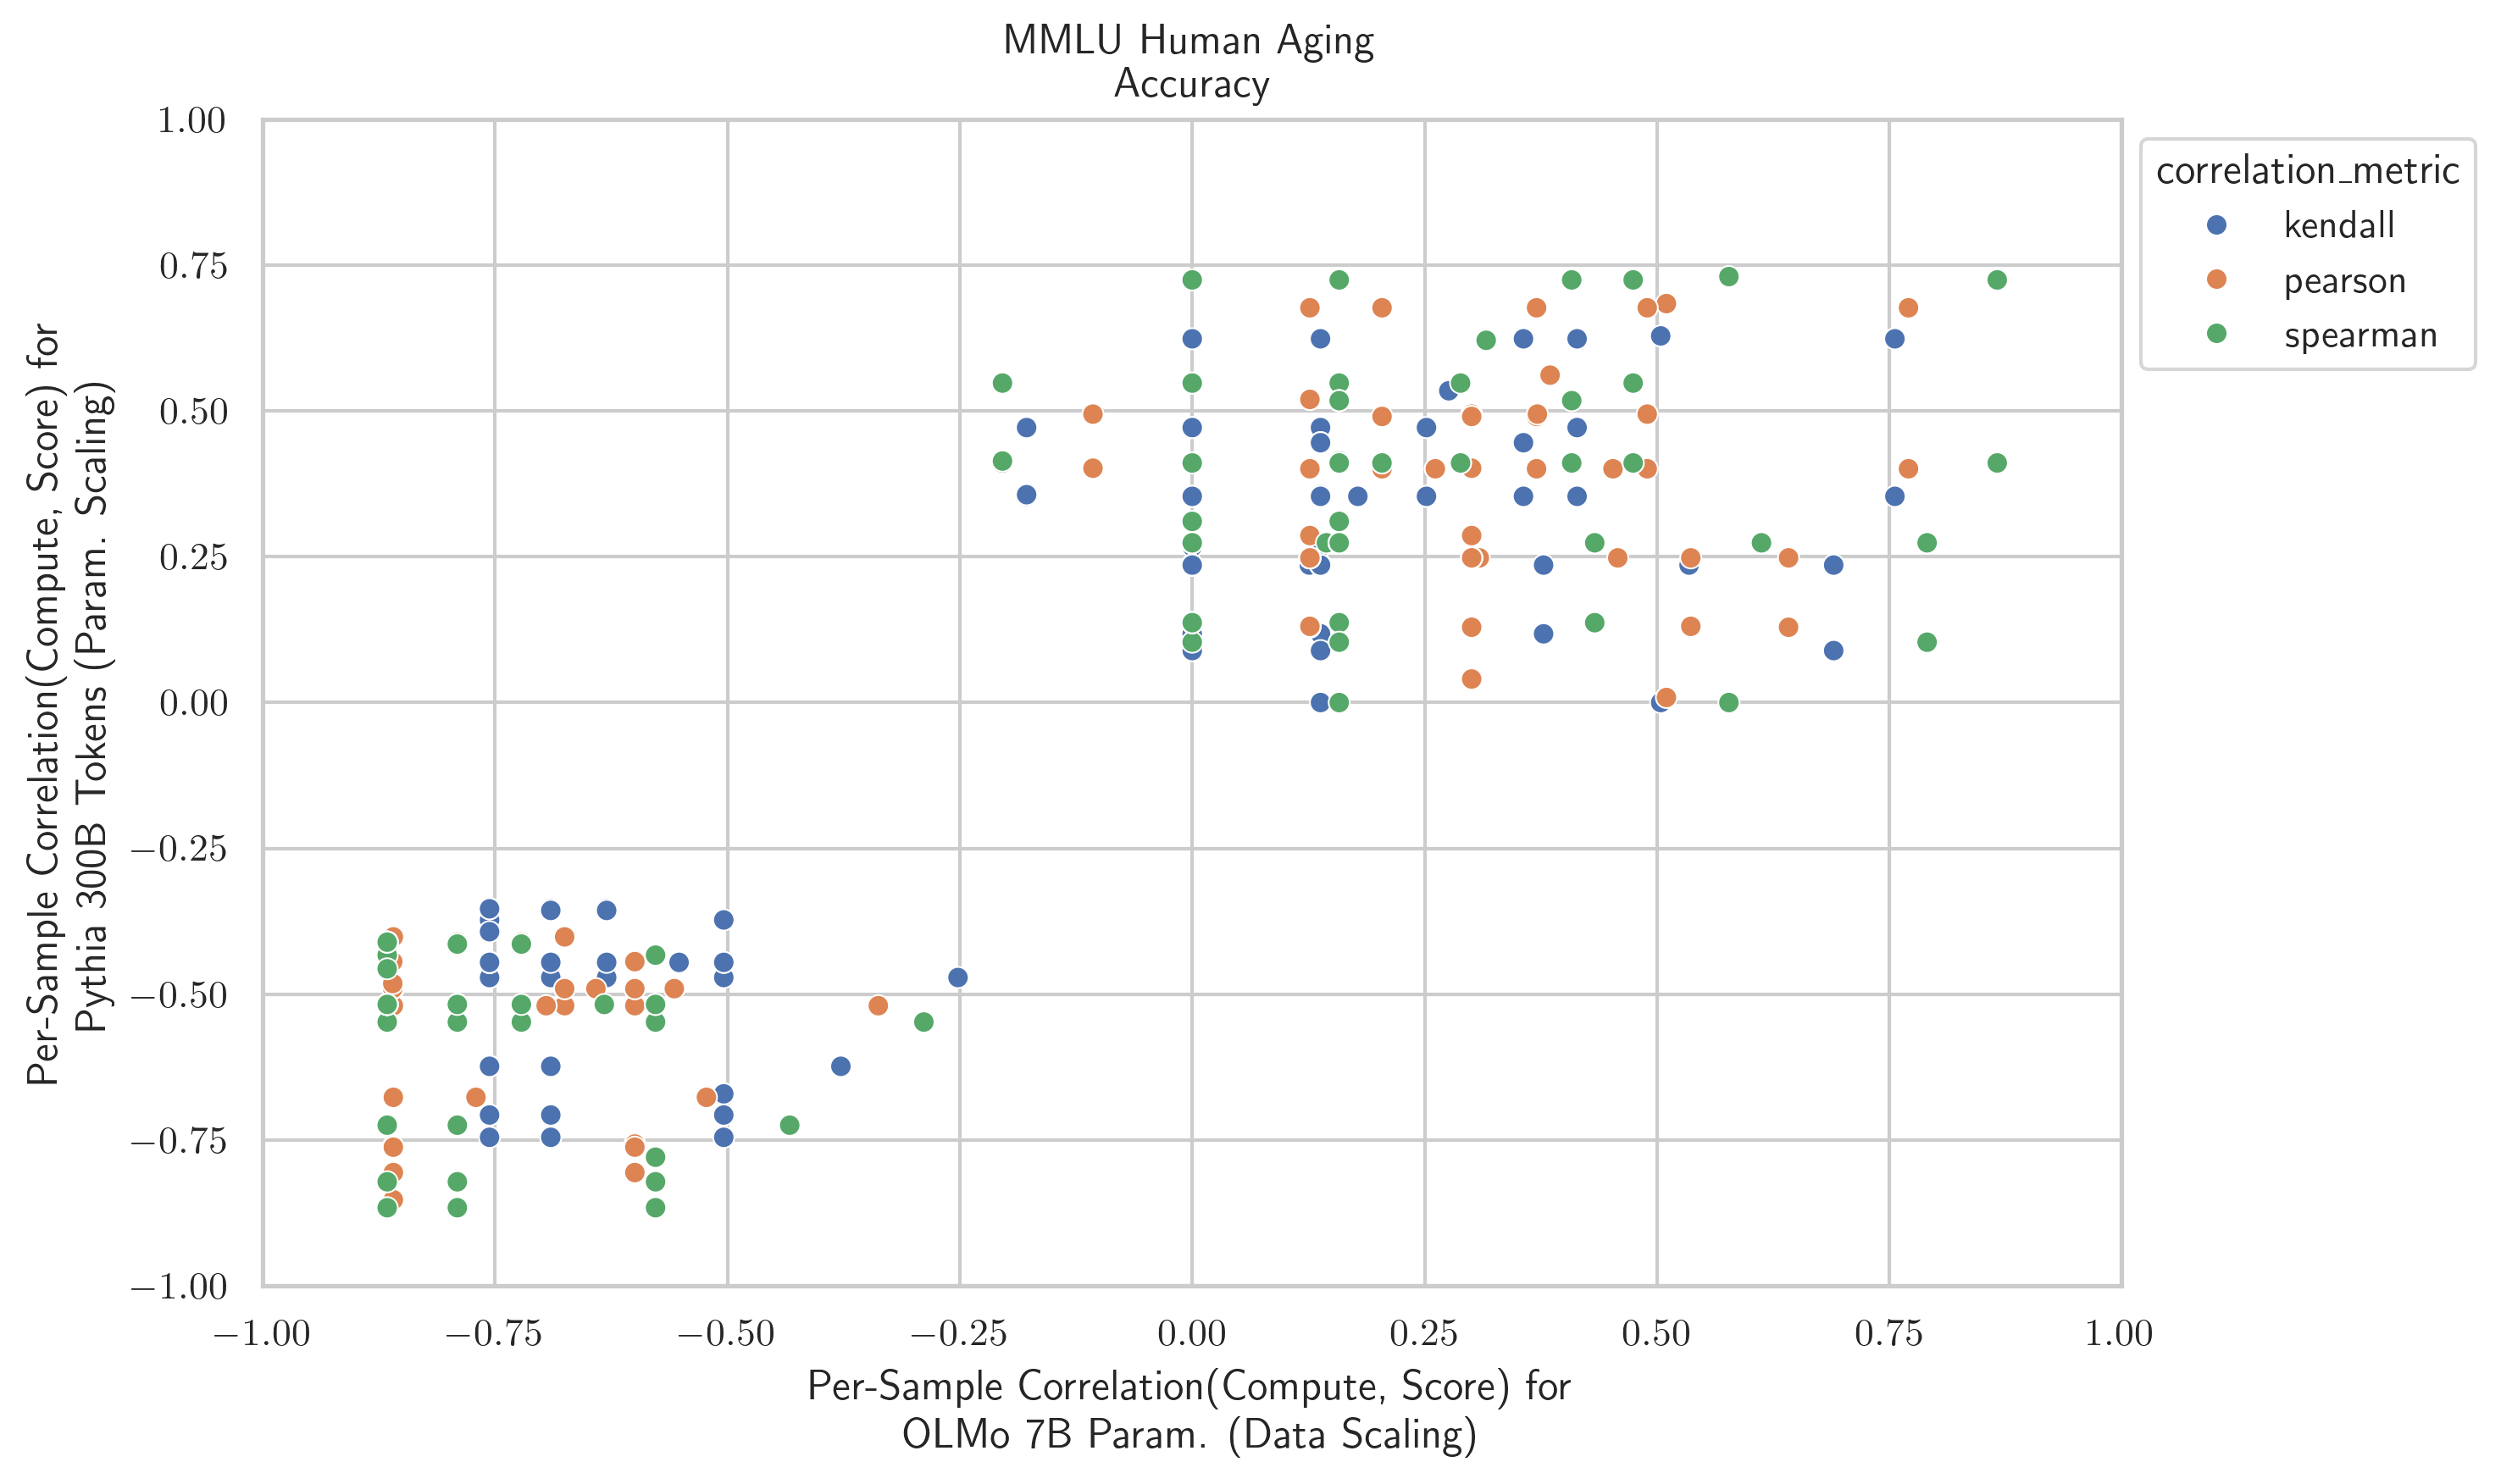 MMLU Human Aging
Accuracy
Per-Sample Correlation(Compute, Score) for
Pythia 300B Tokens (Param. Scaling)
1.00
0.75
0.50
0.25
0.00
−0.25
−0.50
−0.75
−1.00
−1.00 −0.75 −0.50 −0.25 0.00 0.25 0.50 0.75 1.00
Per-Sample Correlation(Compute, Score) for
OLMo 7B Param. (Data Scaling)
correlation_metric
kendall
pearson
spearman